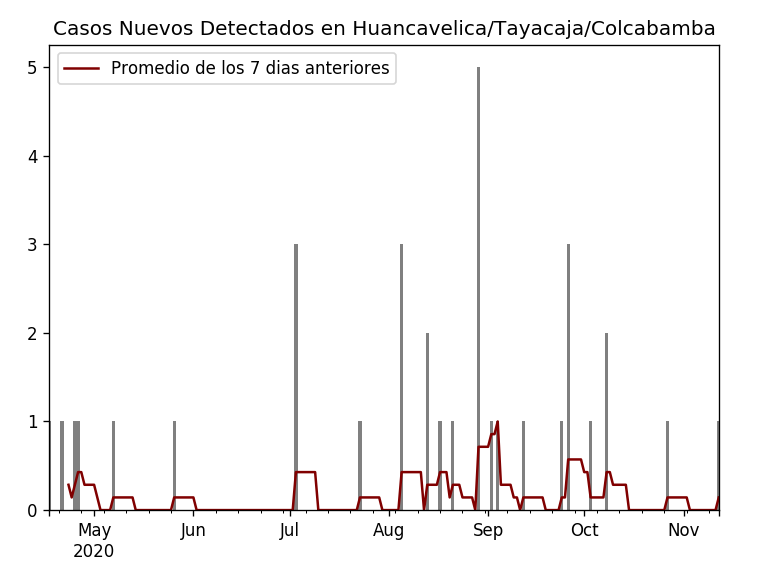 Casos Nuevos Detectados en Huancavelica/Tayacaja/Colcabamba
Promedio de los 7 dias anteriores
5
4
3
2
1
0
May Jun Jul Aug Sep Oct Nov
2020